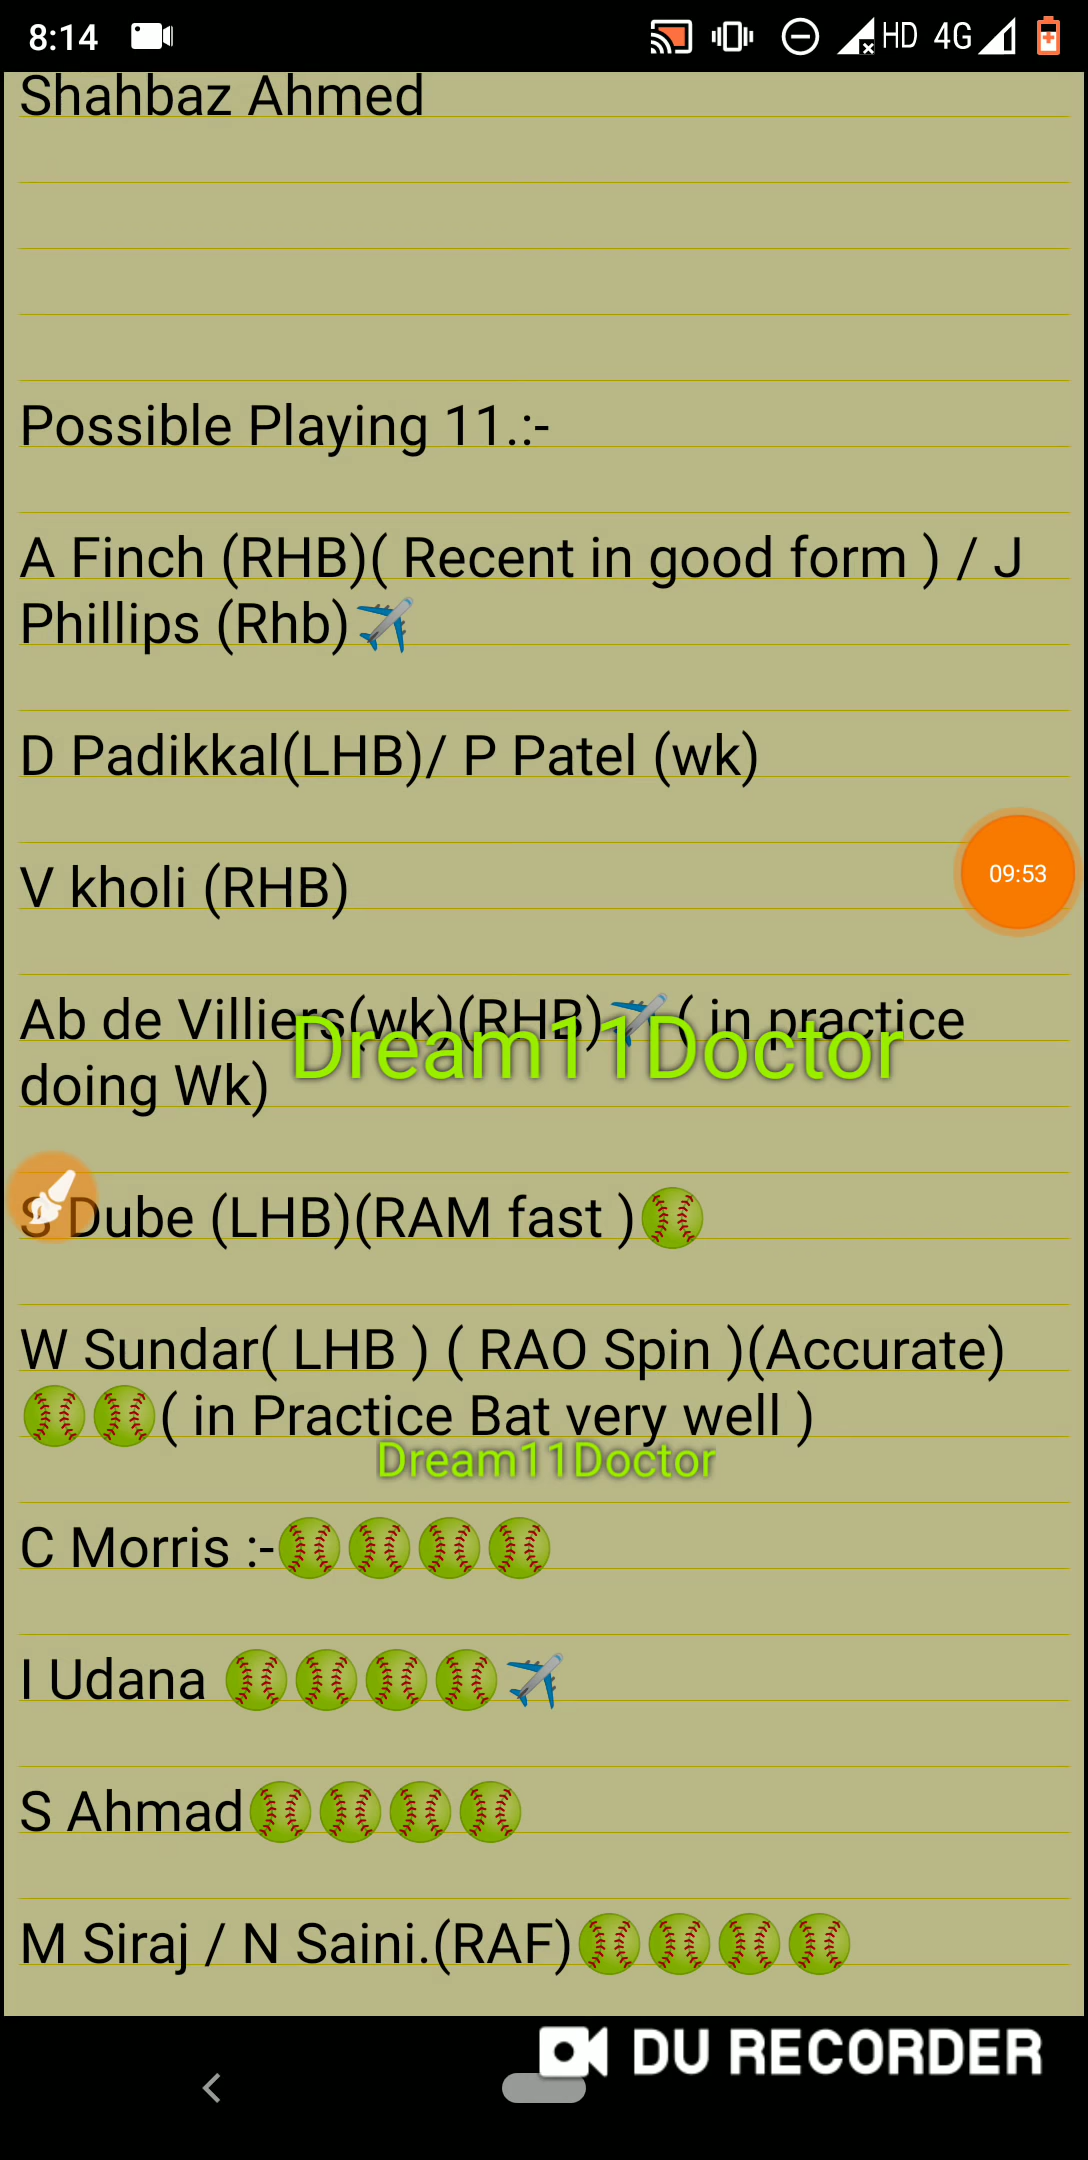 8:14 HD 4G
Shahbaz Ahmed
Possible Playing 11.:-
A Finch (RHB)( Recent in good form ) / J
Phillips (Rhb)✈️
D Padikkal(LHB)/ P Patel (wk)
V kholi (RHB)
09:53
Ab de Villiers(wk)(RHB)✈️( in practice
doing Wk)
Dream11Doctor
S Dube (LHB)(RAM fast )🥎
W Sundar( LHB ) ( RAO Spin )(Accurate)
🥎🥎( in Practice Bat very well )
Dream11Doctor
C Morris :-🥎🥎🥎🥎
I Udana 🥎🥎🥎🥎✈️
S Ahmad🥎🥎🥎🥎
M Siraj / N Saini.(RAF)🥎🥎🥎🥎
DU RECORDER